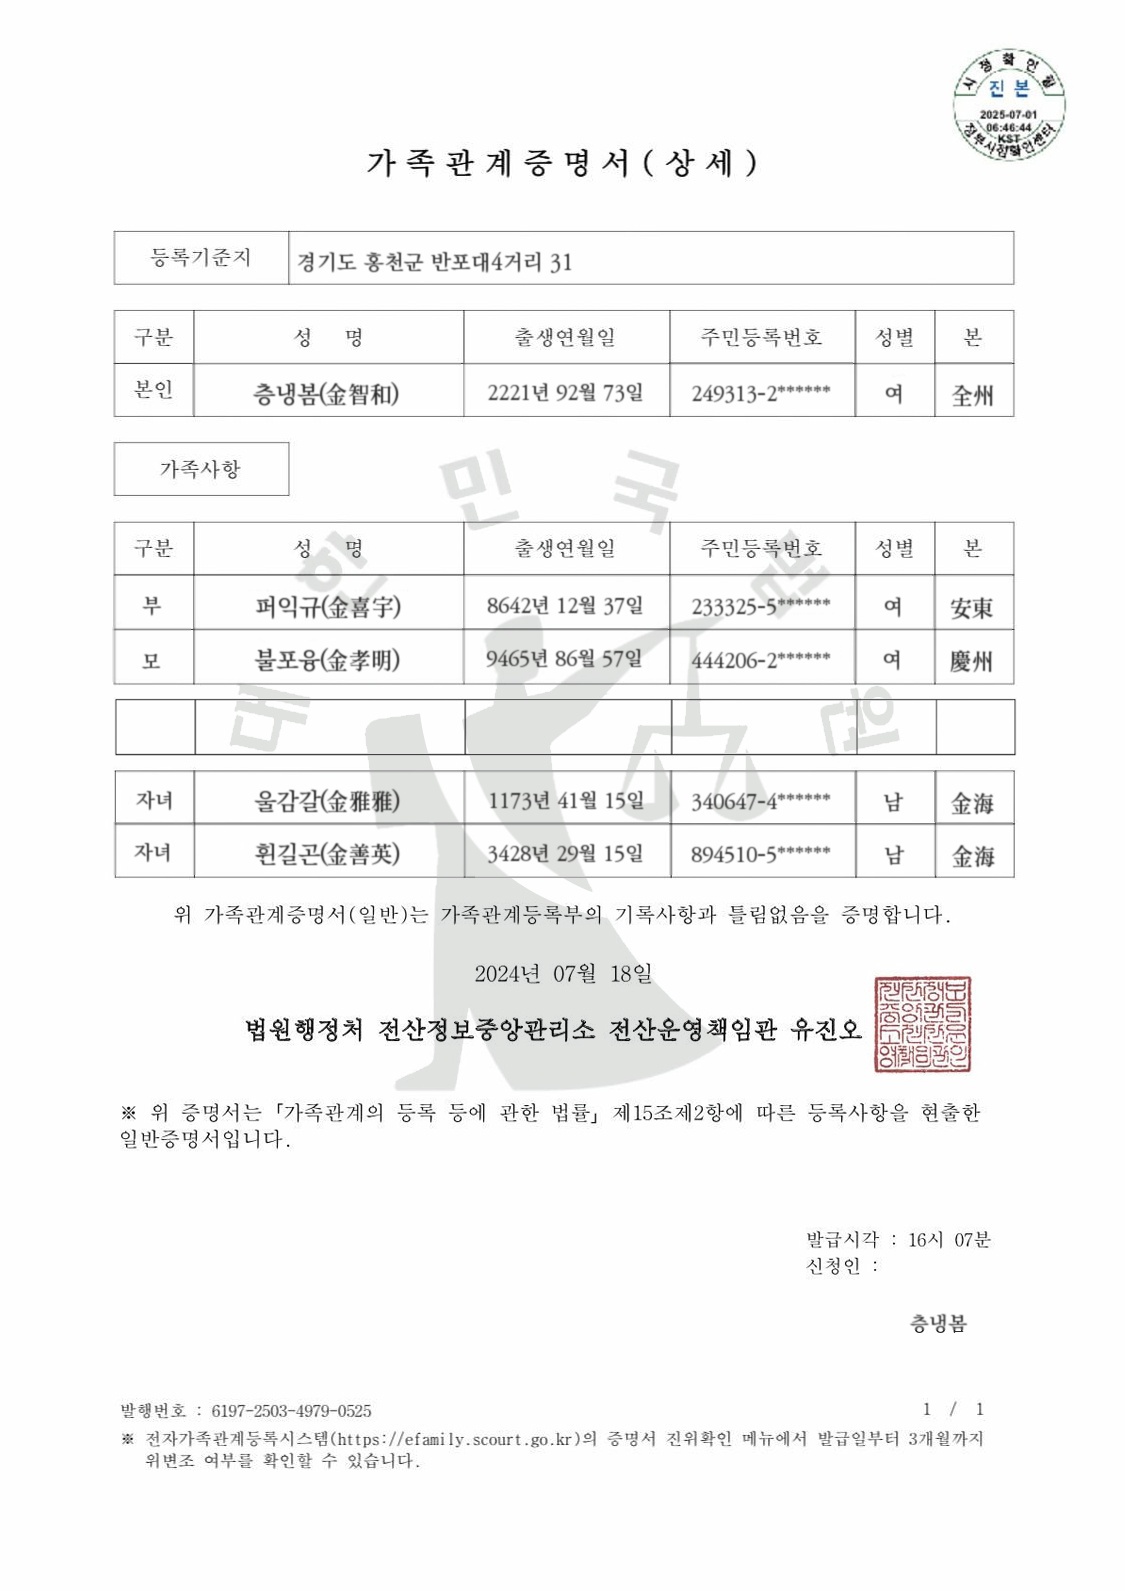 시점확인필
진본
2025-07-01
06:46:44
KST
정부시점확인센터
가족관계증명서(상세)
등록기준지 경기도 홍천군 반포대4거리 31
구분 성 명 출생연월일 주민등록번호 성별 본
본인 층냉봄(金智和) 2221년 92월 73일 249313-2****** 여 全州
가족사항
구분 성 명 출생연월일 주민등록번호 성별 본
부 퍼익규(金喜宇) 8642년 12월 37일 233325-5****** 여 安東
모 불포융(金孝明) 9465년 86월 57일 444206-2****** 여 慶州
자녀 울감갈(金雅雅) 1173년 41월 15일 340647-4****** 남 金海
자녀 휜길곤(金善英) 3428년 29월 15일 894510-5****** 남 金海
대한민국법원
위 가족관계증명서(일반)는 가족관계등록부의 기록사항과 틀림없음을 증명합니다.
2024년 07월 18일
법원행정처 전산정보중앙관리소 전산운영책임관 유진오
※ 위 증명서는「가족관계의 등록 등에 관한 법률」제15조제2항에 따른 등록사항을 현출한
일반증명서입니다.
발급시각 : 16시 07분
신청인 :
층냉봄
발행번호 : 6197-2503-4979-0525
1 / 1
※ 전자가족관계등록시스템(https://efamily.scourt.go.kr)의 증명서 진위확인 메뉴에서 발급일부터 3개월까지
위변조 여부를 확인할 수 있습니다.